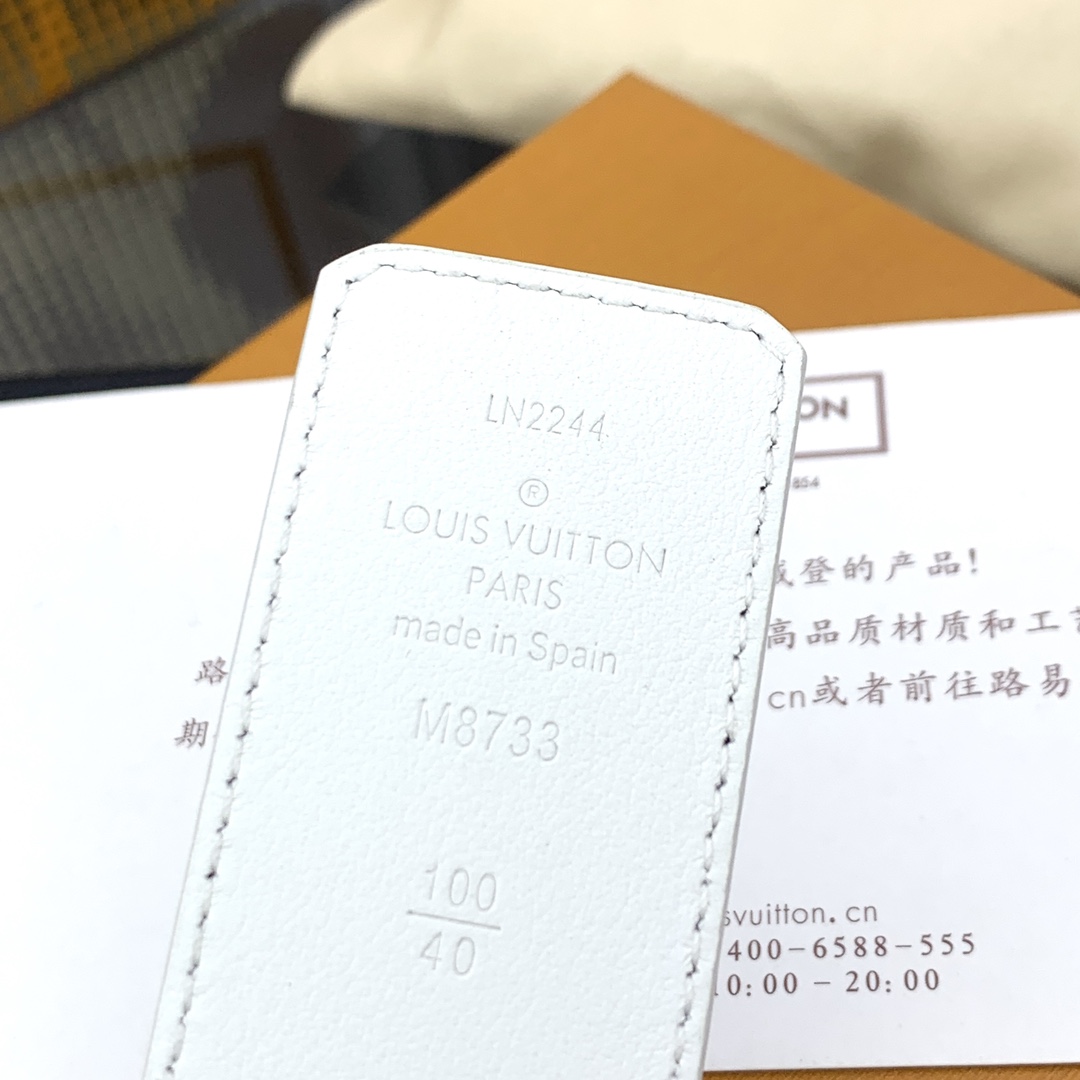 LN2244
®
LOUIS VUITTON
PARIS
made in Spain
M8733
100
40
ON
854
登的产品!
高品质材质和工
cn或者前往路易
路
期
svuitton.cn
400-6588-555
0:00 - 20:00